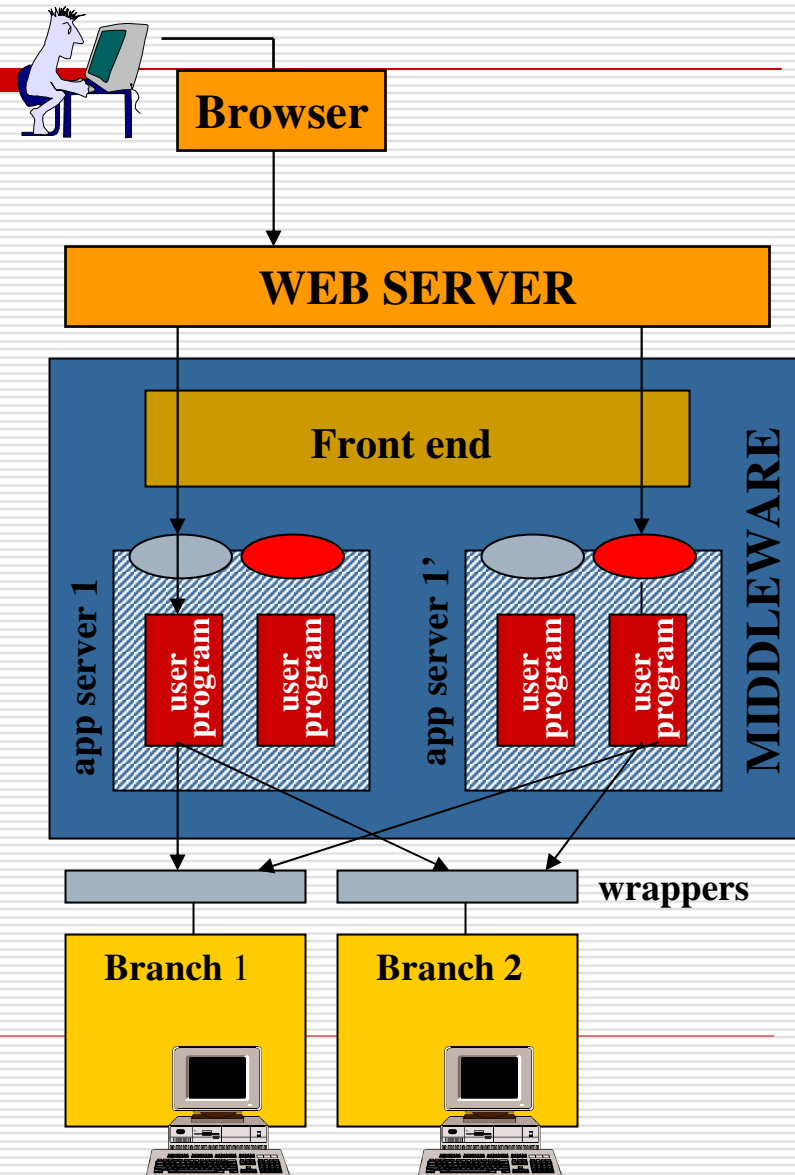 Browser
WEB SERVER
Front end
MIDDLEWARE
app server 1
user
program
user
program
app server 1’
user
program
user
program
wrappers
Branch 1
Branch 2